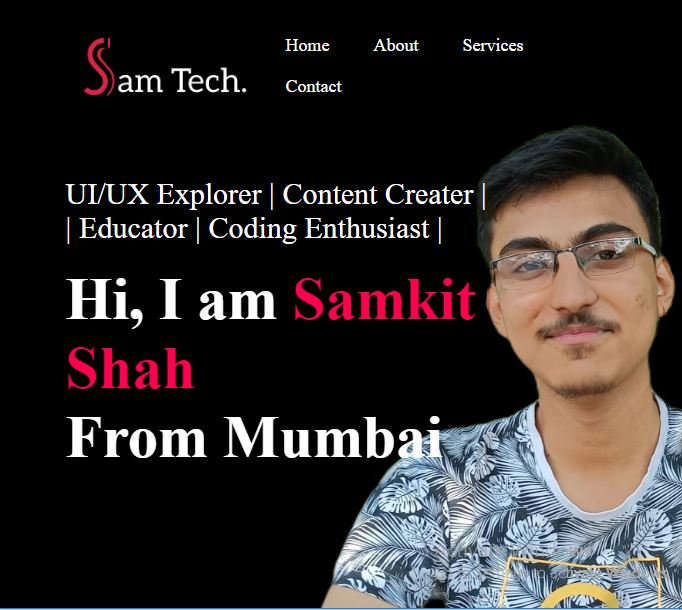 Sam Tech.
Home About Services
Contact
UI/UX Explorer | Content Creater |
| Educator | Coding Enthusiast |
Hi, I am Samkit
Shah
From Mumbai